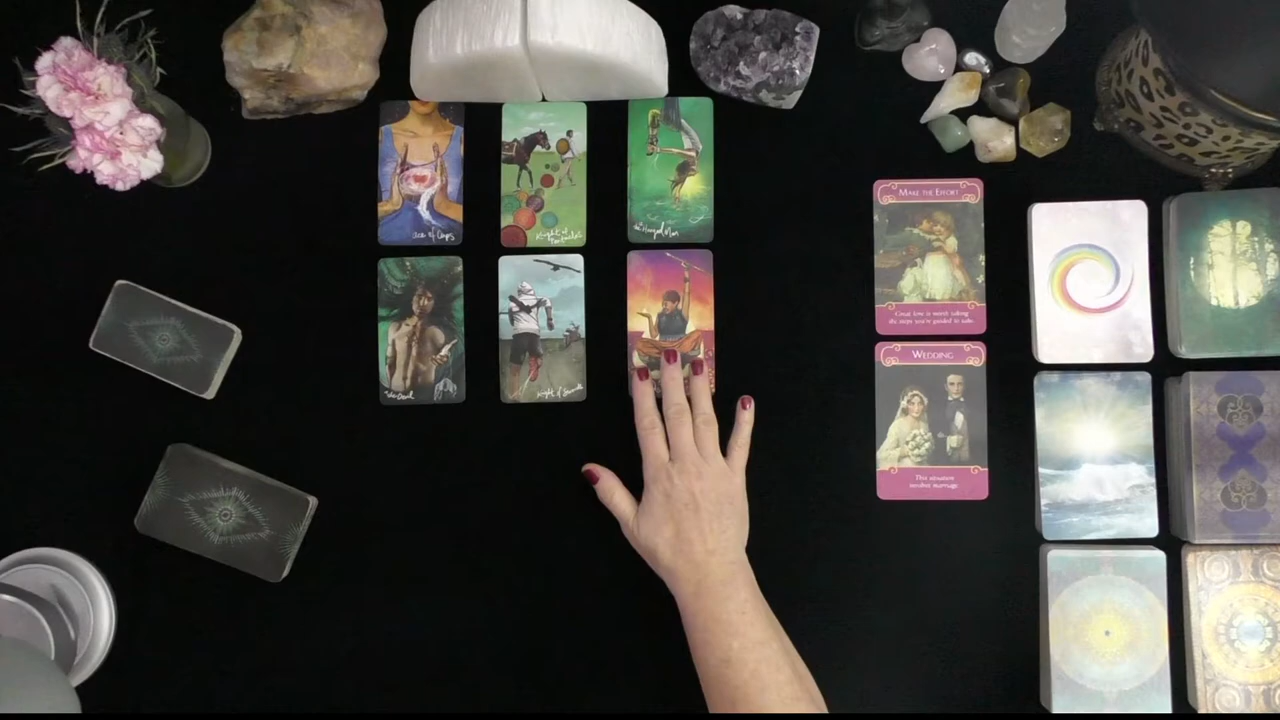 Ace of Cups
Knight of Pentacles
The Hanged Man
The Devil
Knight of Swords
MAKE THE EFFORT
Great love is worth taking
the steps you're guided to take.
WEDDING
This situation
involves marriage.